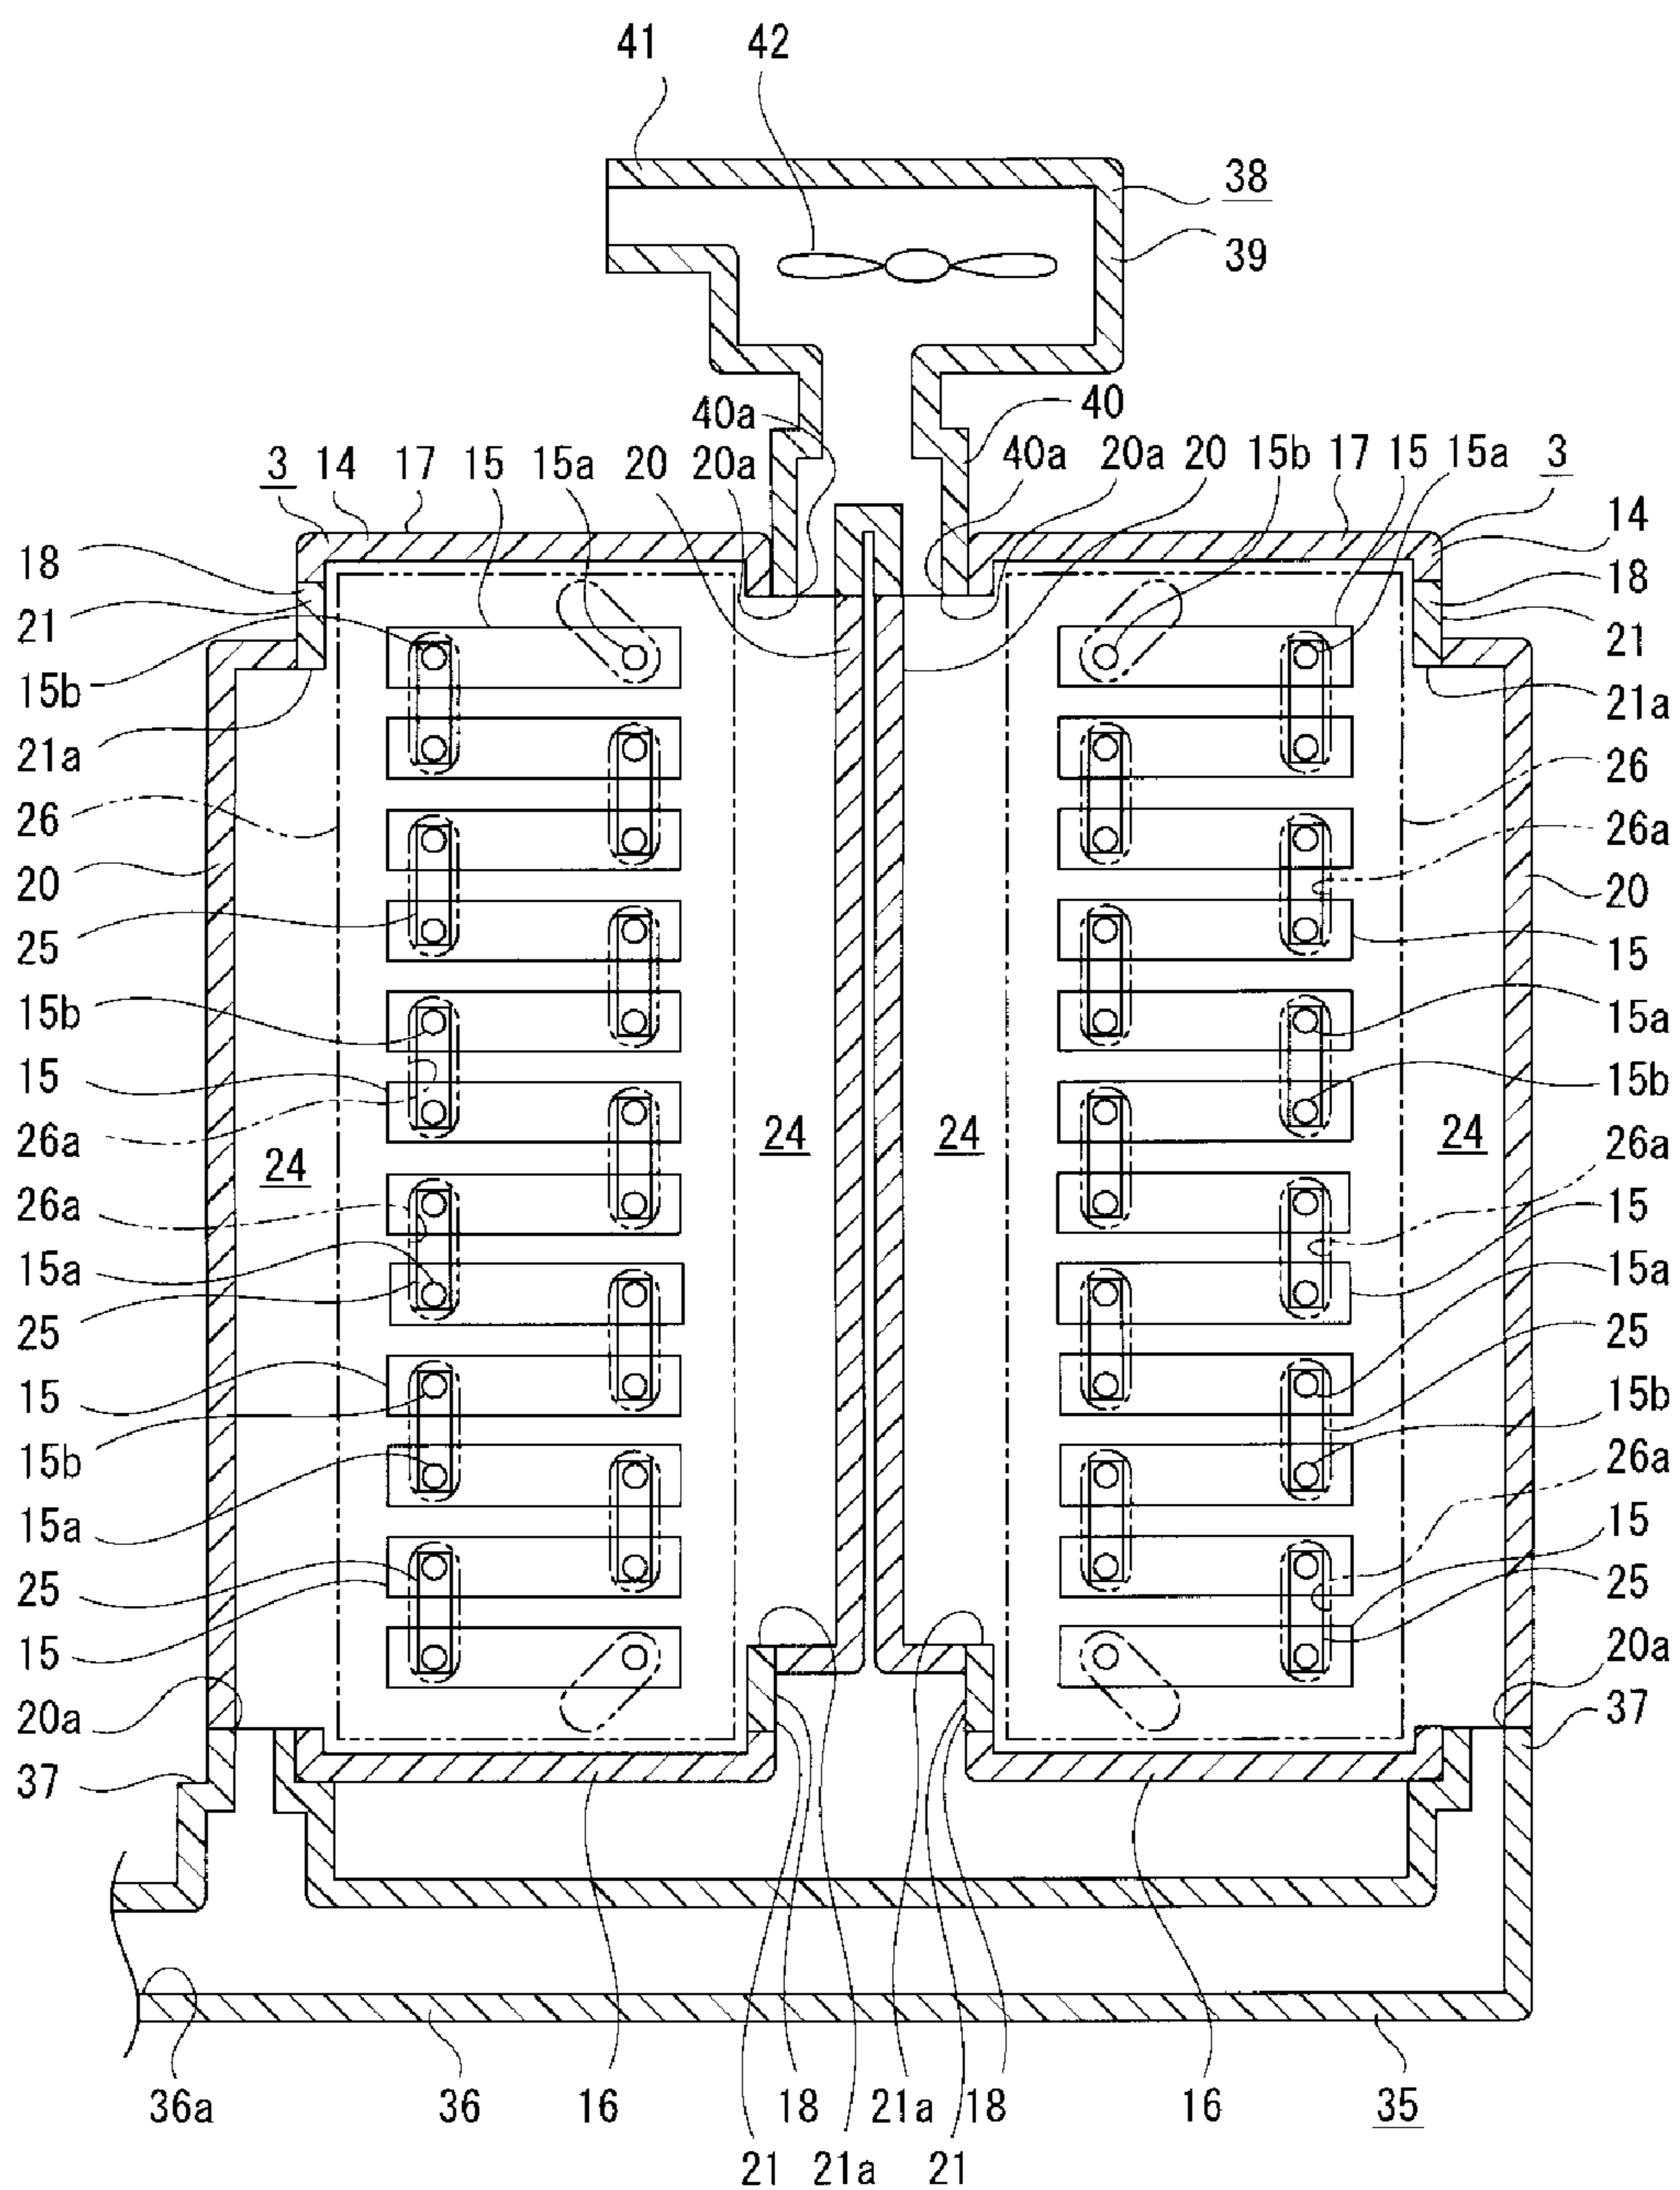 41 42
38
39
40a 40
3 14 17 15 15a 20 20a 40a 20a 20 15b 17 15 15a 3
18 14
21 18
15b 21
21a 21a
26 26
20 26a
25 20
15b 15
15 15a
26a 15b
24 24 24 24
26a 26a
15a 15
25 15a
15 25
15b 15b
15a 26a
25 15
15 25
20a 20a
37 37
36a 36 16 18 21a 18 16 35
21 21a 21